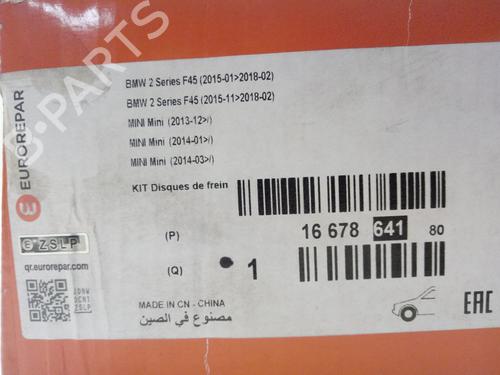 EUROREPAR
BMW 2 Series F45 (2015-01>2018-02)
BMW 2 Series F45 (2015-11>2018-02)
MINI Mini (2013-12>/)
MINI Mini (2014-01>/)
MINI Mini (2014-03>/)
KIT Disques de frein
(P) 16 678 641 80
(Q) 1
e ZSLP
qr.eurorepar.com
ZSLP
MADE IN CN - CHINA
مصنوع في الصين
EAC
B-Parts